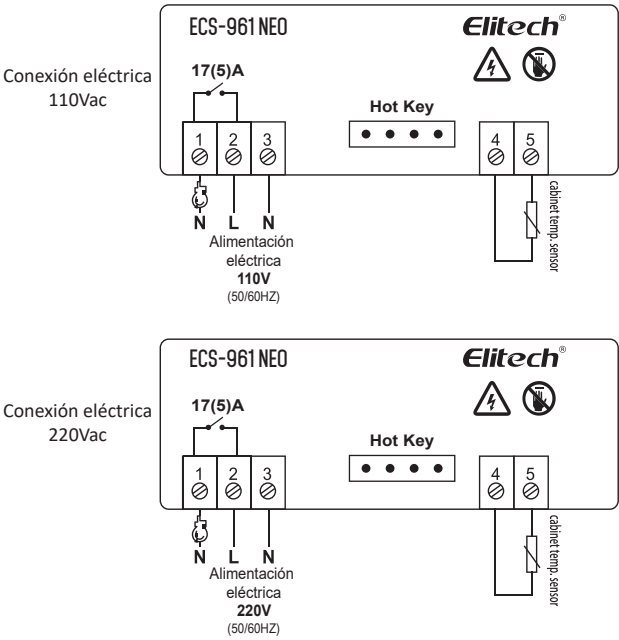 Conexión eléctrica
110Vac
ECS-961 NEO
Elitech®
17(5)A
Hot Key
1 2 3
4 5
N L N
Alimentación
eléctrica
110V
(50/60HZ)
cabinet temp. sensor
Conexión eléctrica
220Vac
ECS-961 NEO
Elitech®
17(5)A
Hot Key
1 2 3
4 5
N L N
Alimentación
eléctrica
220V
(50/60HZ)
cabinet temp. sensor